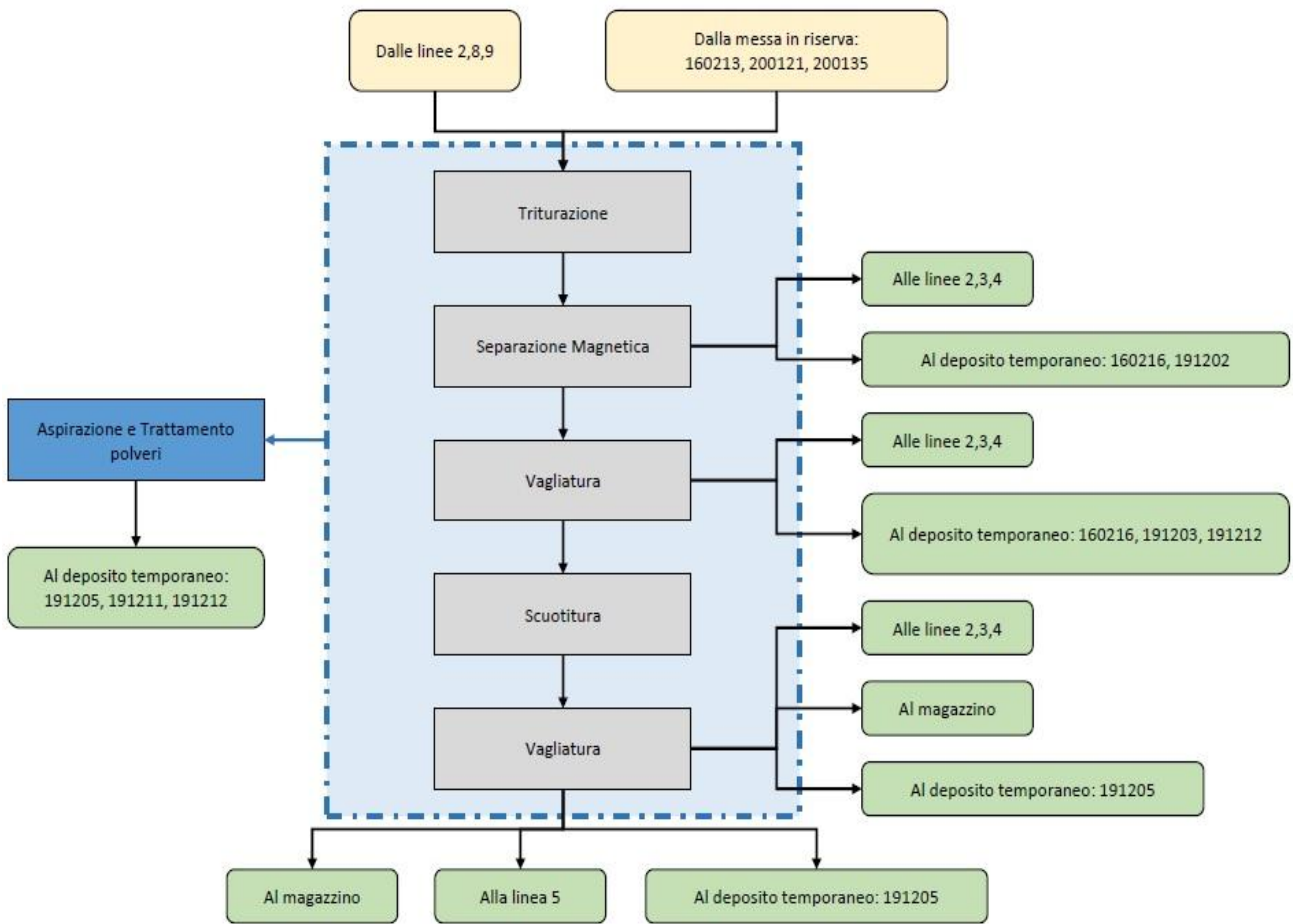 Dalle linee 2,8,9
Dalla messa in riserva:
160213, 200121, 200135
Triturazione
Alle linee 2,3,4
Separazione Magnetica
Al deposito temporaneo: 160216, 191202
Aspirazione e Trattamento
polveri
Alle linee 2,3,4
Vagliatura
Al deposito temporaneo: 160216, 191203, 191212
Al deposito temporaneo:
191205, 191211, 191212
Scuotitura
Alle linee 2,3,4
Al magazzino
Vagliatura
Al deposito temporaneo: 191205
Al magazzino
Alla linea 5
Al deposito temporaneo: 191205